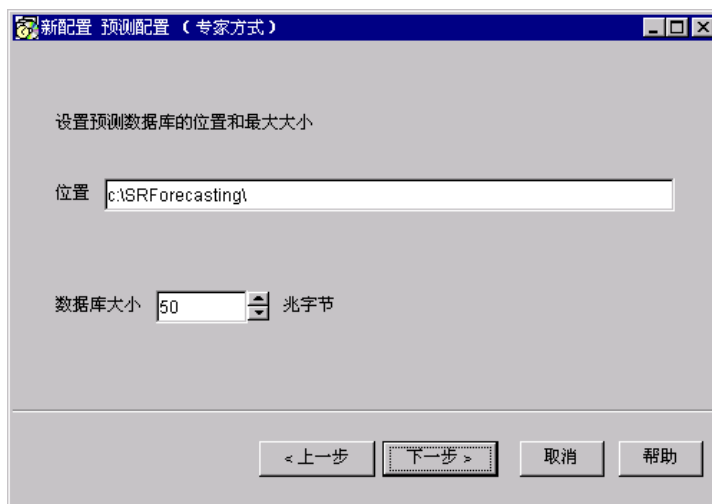 新配置 预测配置 （专家方式）
设置预测数据库的位置和最大大小
位置 c:\SRForecasting\
数据库大小 50 兆字节
<上一步 下一步> 取消 帮助